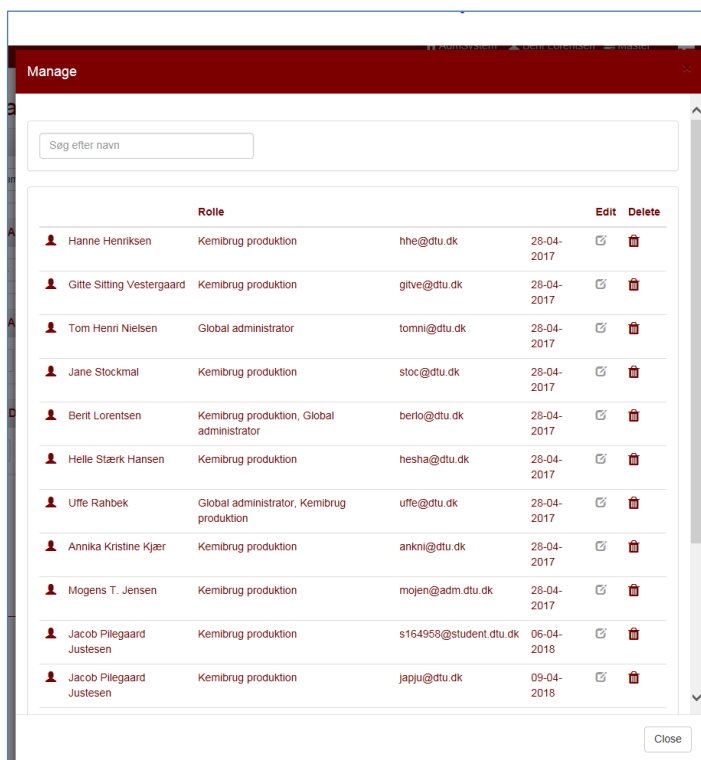 AdmSystem Berit Lorentsen Master
Manage ×
Søg efter navn
Rolle Edit Delete
Hanne Henriksen Kemibrug produktion hhe@dtu.dk 28-04-
2017
Gitte Sitting Vestergaard Kemibrug produktion gitve@dtu.dk 28-04-
2017
Tom Henri Nielsen Global administrator tomni@dtu.dk 28-04-
2017
Jane Stockmal Kemibrug produktion stoc@dtu.dk 28-04-
2017
Berit Lorentsen Kemibrug produktion, Global berlo@dtu.dk 28-04-
administrator 2017
Helle Stærk Hansen Kemibrug produktion hesha@dtu.dk 28-04-
2017
Uffe Rahbek Global administrator, Kemibrug uffe@dtu.dk 28-04-
produktion 2017
Annika Kristine Kjær Kemibrug produktion ankni@dtu.dk 28-04-
2017
Mogens T. Jensen Kemibrug produktion mojen@adm.dtu.dk 28-04-
2017
Jacob Pilegaard Kemibrug produktion s164958@student.dtu.dk 06-04-
Justesen 2018
Jacob Pilegaard Kemibrug produktion japju@dtu.dk 09-04-
Justesen 2018
Close